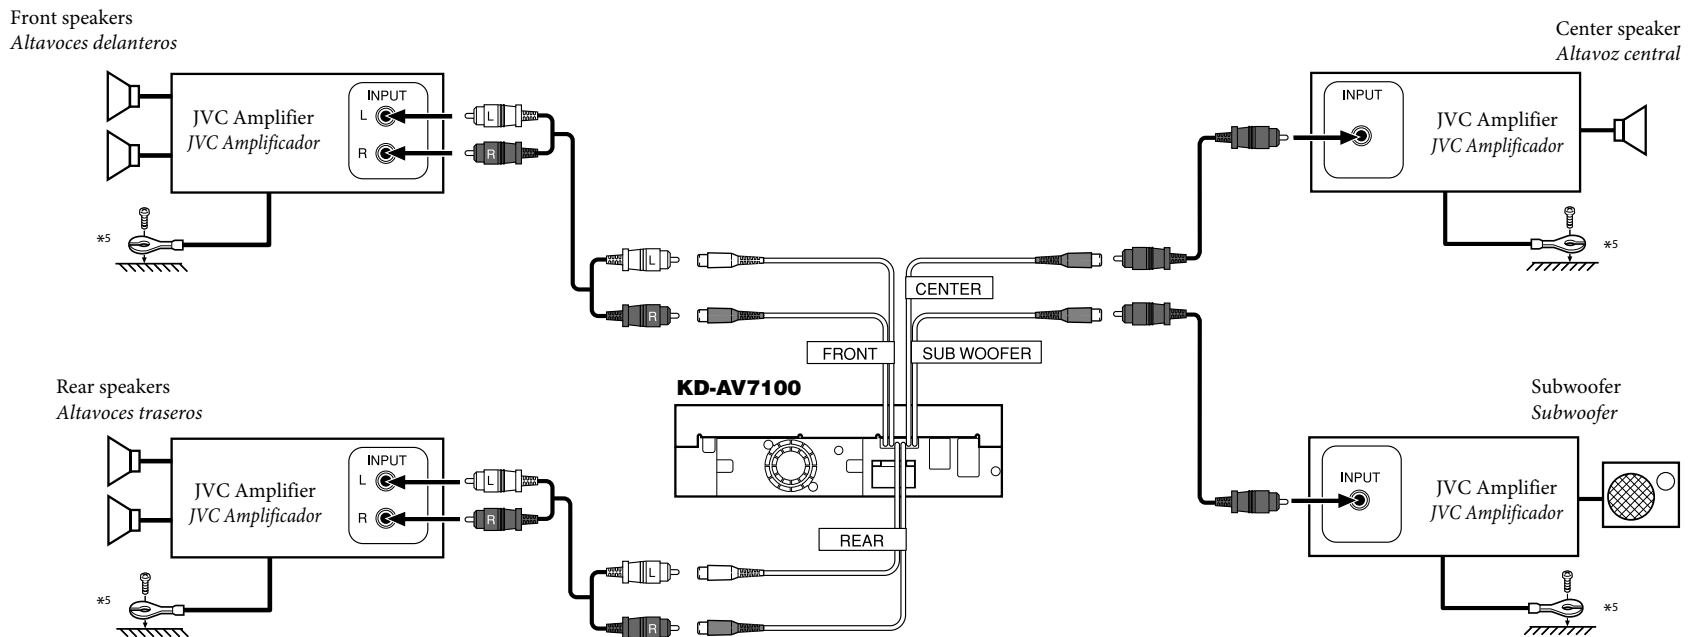 Front speakers
Altavoces delanteros
JVC Amplifier
JVC Amplificador
INPUT
L
R
L
R
*5
L
R
Center speaker
Altavoz central
INPUT
JVC Amplifier
JVC Amplificador
*5
CENTER
FRONT
SUB WOOFER
KD-AV7100
REAR
Rear speakers
Altavoces traseros
JVC Amplifier
JVC Amplificador
INPUT
L
R
L
R
*5
L
R
Subwoofer
Subwoofer
INPUT
JVC Amplifier
JVC Amplificador
*5